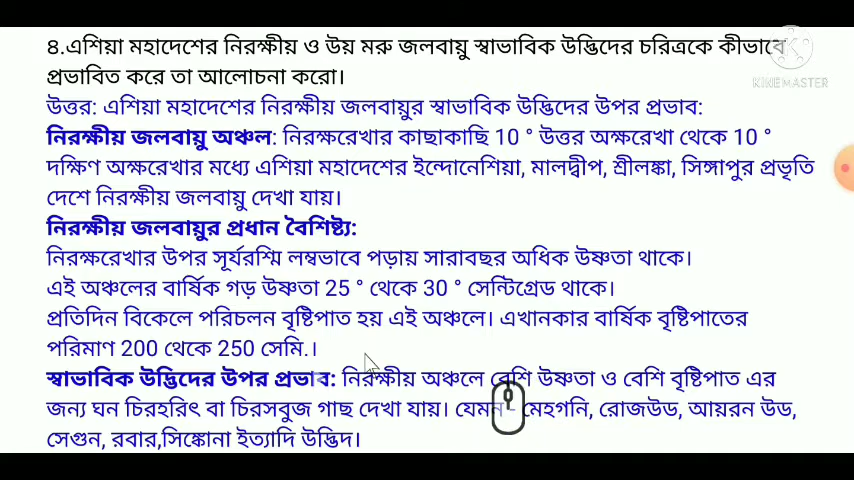 ৪.এশিয়া মহাদেশের নিরক্ষীয় ও উয় মরু জলবায়ু স্বাভাবিক উদ্ভিদের চরিত্রকে কীভাবে
প্রভাবিত করে তা আলোচনা করো।
উত্তর: এশিয়া মহাদেশের নিরক্ষীয় জলবায়ুর স্বাভাবিক উদ্ভিদের উপর প্রভাব:
নিরক্ষীয় জলবায়ু অঞ্চল: নিরক্ষরেখার কাছাকাছি 10 ° উত্তর অক্ষরেখা থেকে 10 °
দক্ষিণ অক্ষরেখার মধ্যে এশিয়া মহাদেশের ইন্দোনেশিয়া, মালদ্বীপ, শ্রীলঙ্কা, সিঙ্গাপুর প্রভৃতি
দেশে নিরক্ষীয় জলবায়ু দেখা যায়।
নিরক্ষীয় জলবায়ুর প্রধান বৈশিষ্ট্য:
নিরক্ষরেখার উপর সূর্যরশ্মি লম্বভাবে পড়ায় সারাবছর অধিক উষ্ণতা থাকে।
এই অঞ্চলের বার্ষিক গড় উষ্ণতা 25 ° থেকে 30 ° সেন্টিগ্রেড থাকে।
প্রতিদিন বিকেলে পরিচলন বৃষ্টিপাত হয় এই অঞ্চলে। এখানকার বার্ষিক বৃষ্টিপাতের
পরিমাণ 200 থেকে 250 সেমি.।
স্বাভাবিক উদ্ভিদের উপর প্রভাব: নিরক্ষীয় অঞ্চলে বেশি উষ্ণতা ও বেশি বৃষ্টিপাত এর
জন্য ঘন চিরহরিৎ বা চিরসবুজ গাছ দেখা যায়। যেমন- মেহগনি, রোজউড, আয়রন উড,
সেগুন, রবার,সিঙ্কোনা ইত্যাদি উদ্ভিদ।
KINEMASTER